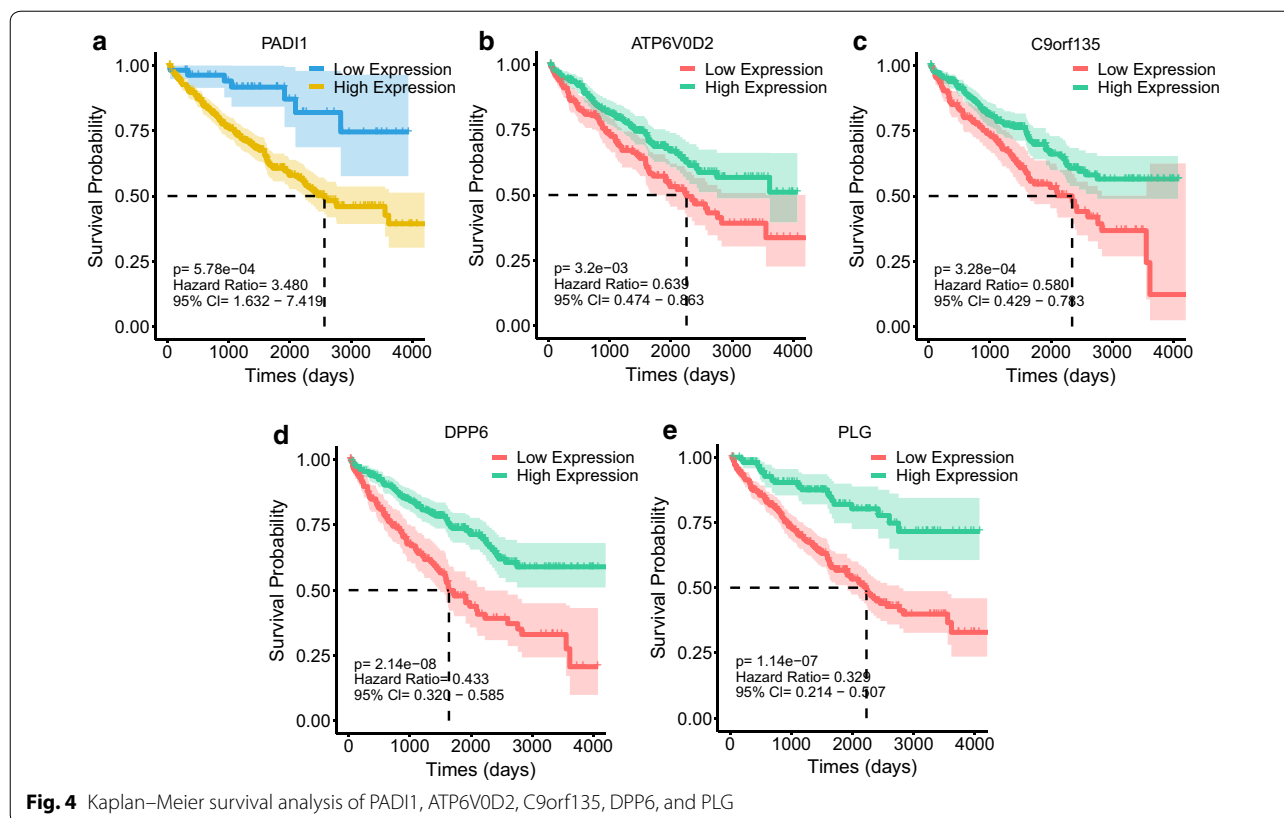 a
PADI1
Low Expression
High Expression
Survival Probability
1.00
0.75
0.50
0.25
0.00
p= 5.78e−04
Hazard Ratio= 3.480
95% CI= 1.632 − 7.419
0 1000 2000 3000 4000
Times (days)
b
ATP6V0D2
Low Expression
High Expression
Survival Probability
1.00
0.75
0.50
0.25
0.00
p= 3.2e−03
Hazard Ratio= 0.639
95% CI= 0.474 − 0.863
0 1000 2000 3000 4000
Times (days)
c
C9orf135
Low Expression
High Expression
Survival Probability
1.00
0.75
0.50
0.25
0.00
p= 3.28e−04
Hazard Ratio= 0.580
95% CI= 0.429 − 0.783
0 1000 2000 3000 4000
Times (days)
d
DPP6
Low Expression
High Expression
Survival Probability
1.00
0.75
0.50
0.25
0.00
p= 2.14e−08
Hazard Ratio= 0.433
95% CI= 0.320 − 0.585
0 1000 2000 3000 4000
Times (days)
e
PLG
Low Expression
High Expression
Survival Probability
1.00
0.75
0.50
0.25
0.00
p= 1.14e−07
Hazard Ratio= 0.329
95% CI= 0.214 − 0.507
0 1000 2000 3000 4000
Times (days)
Fig. 4 Kaplan–Meier survival analysis of PADI1, ATP6V0D2, C9orf135, DPP6, and PLG